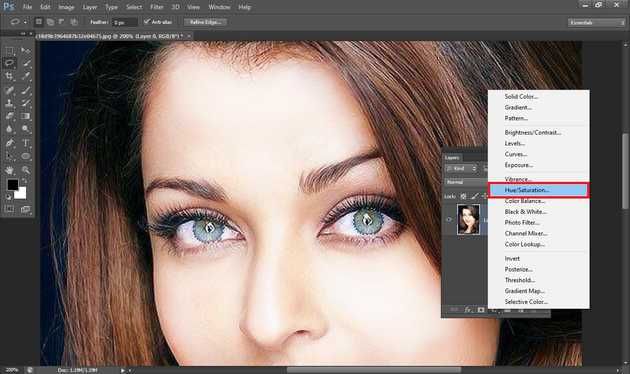 Ps File Edit Image Layer Type Select Filter 3D View Window Help
Feather: 0 px Anti-alias Refine Edge... Essentials
c18d9b3964687b32e04675.jpg @ 200% (Layer 0, RGB/8*) *
Solid Color...
Gradient...
Pattern...
Brightness/Contrast...
Levels...
Curves...
Exposure...
Vibrance...
Hue/Saturation...
Color Balance...
Black & White...
Photo Filter...
Channel Mixer...
Color Lookup...
Invert
Posterize...
Threshold...
Gradient Map...
Selective Color...
Layers
Kind
Normal
Lock:
fx
200% Doc: 1.19M/1.19M